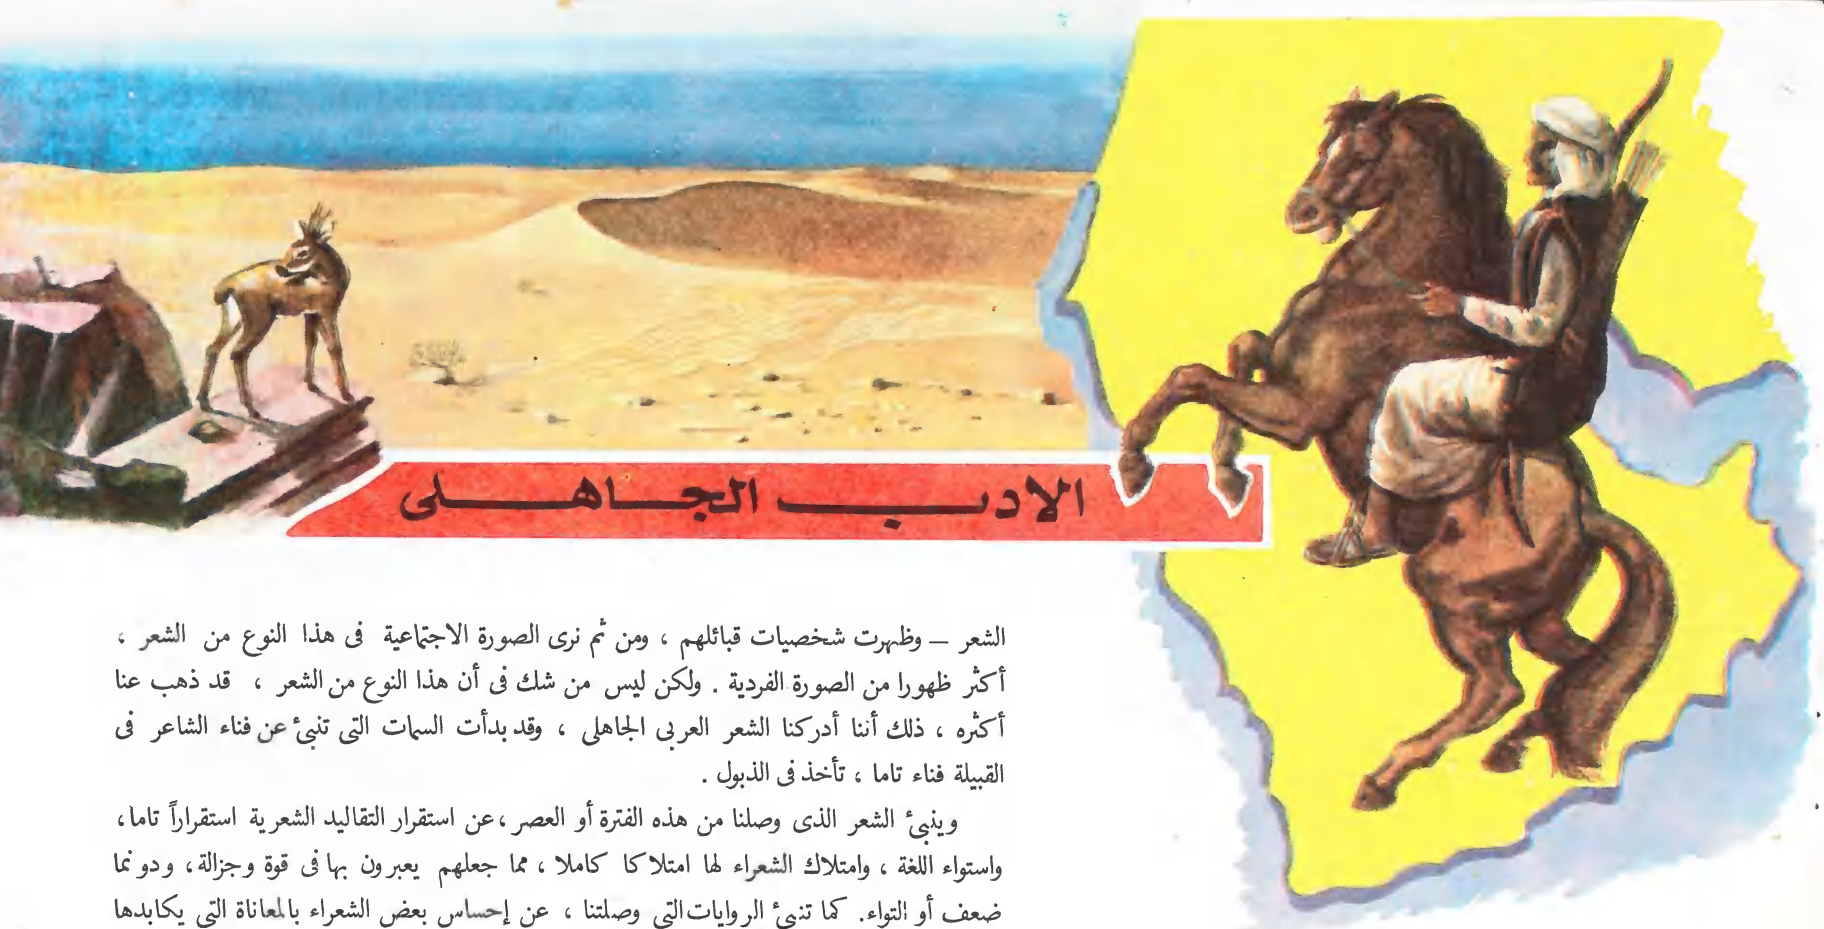 الادب الجاهلى
الشعر — وظهرت شخصيات قبائلهم ، ومن ثم نرى الصورة الاجتماعية فى هذا النوع من الشعر ،
أكثر ظهورا من الصورة الفردية . ولكن ليس من شك فى أن هذا النوع من الشعر ، قد ذهب عنا
أكثره ، ذلك أننا أدركنا الشعر العربى الجاهلى ، وقد بدأت السمات التى تنبئ عن فناء الشاعر فى
القبيلة فناء تاما ، تأخذ فى الذبول .
وينبئ الشعر الذى وصلنا من هذه الفترة أو العصر ، عن استقرار التقاليد الشعرية استقراراً تاما ،
واستواء اللغة ، وامتلاك الشعراء لها امتلاكا كاملا ، مما جعلهم يعبرون بها فى قوة وجزالة ، ودونما
ضعف أو التواء . كما تنبئ الروايات التى وصلتنا ، عن إحساس بعض الشعراء بالمعاناة التى يكابدها